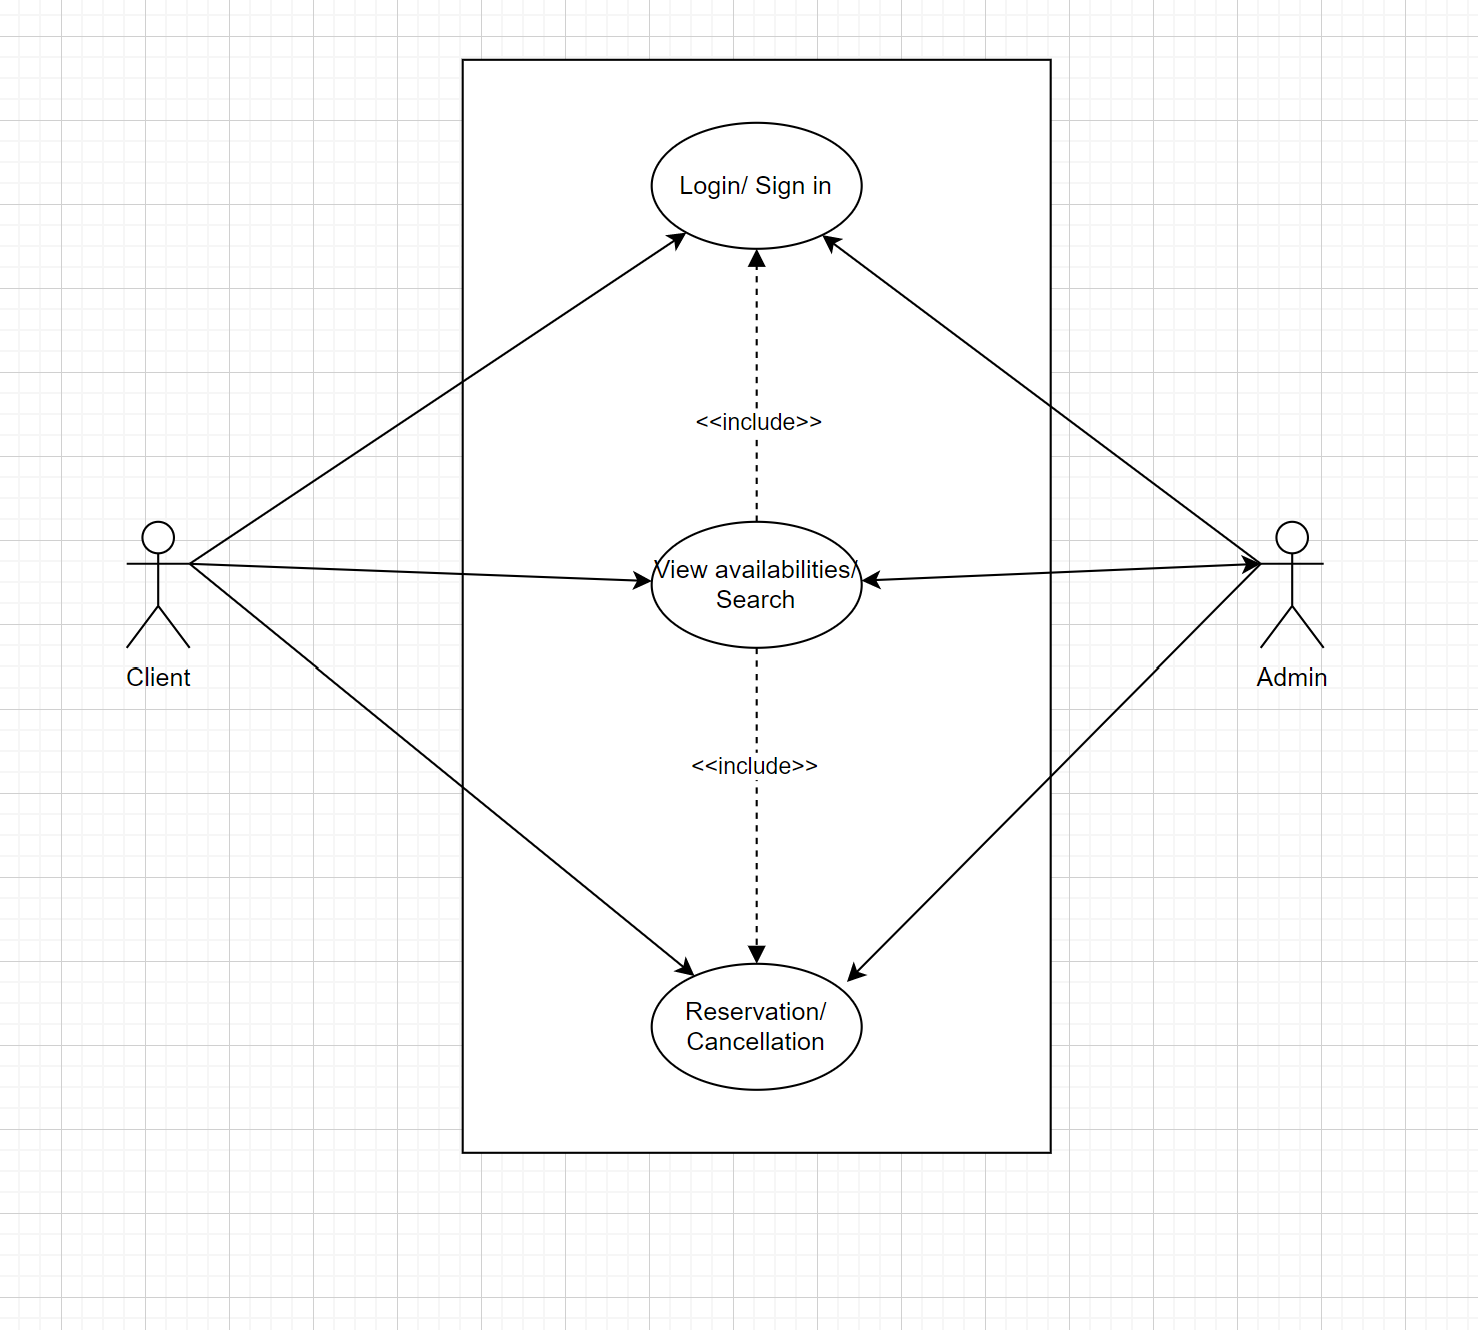 Login/ Sign in
<<include>>
View availabilities/
Search
Client
Admin
<<include>>
Reservation/
Cancellation